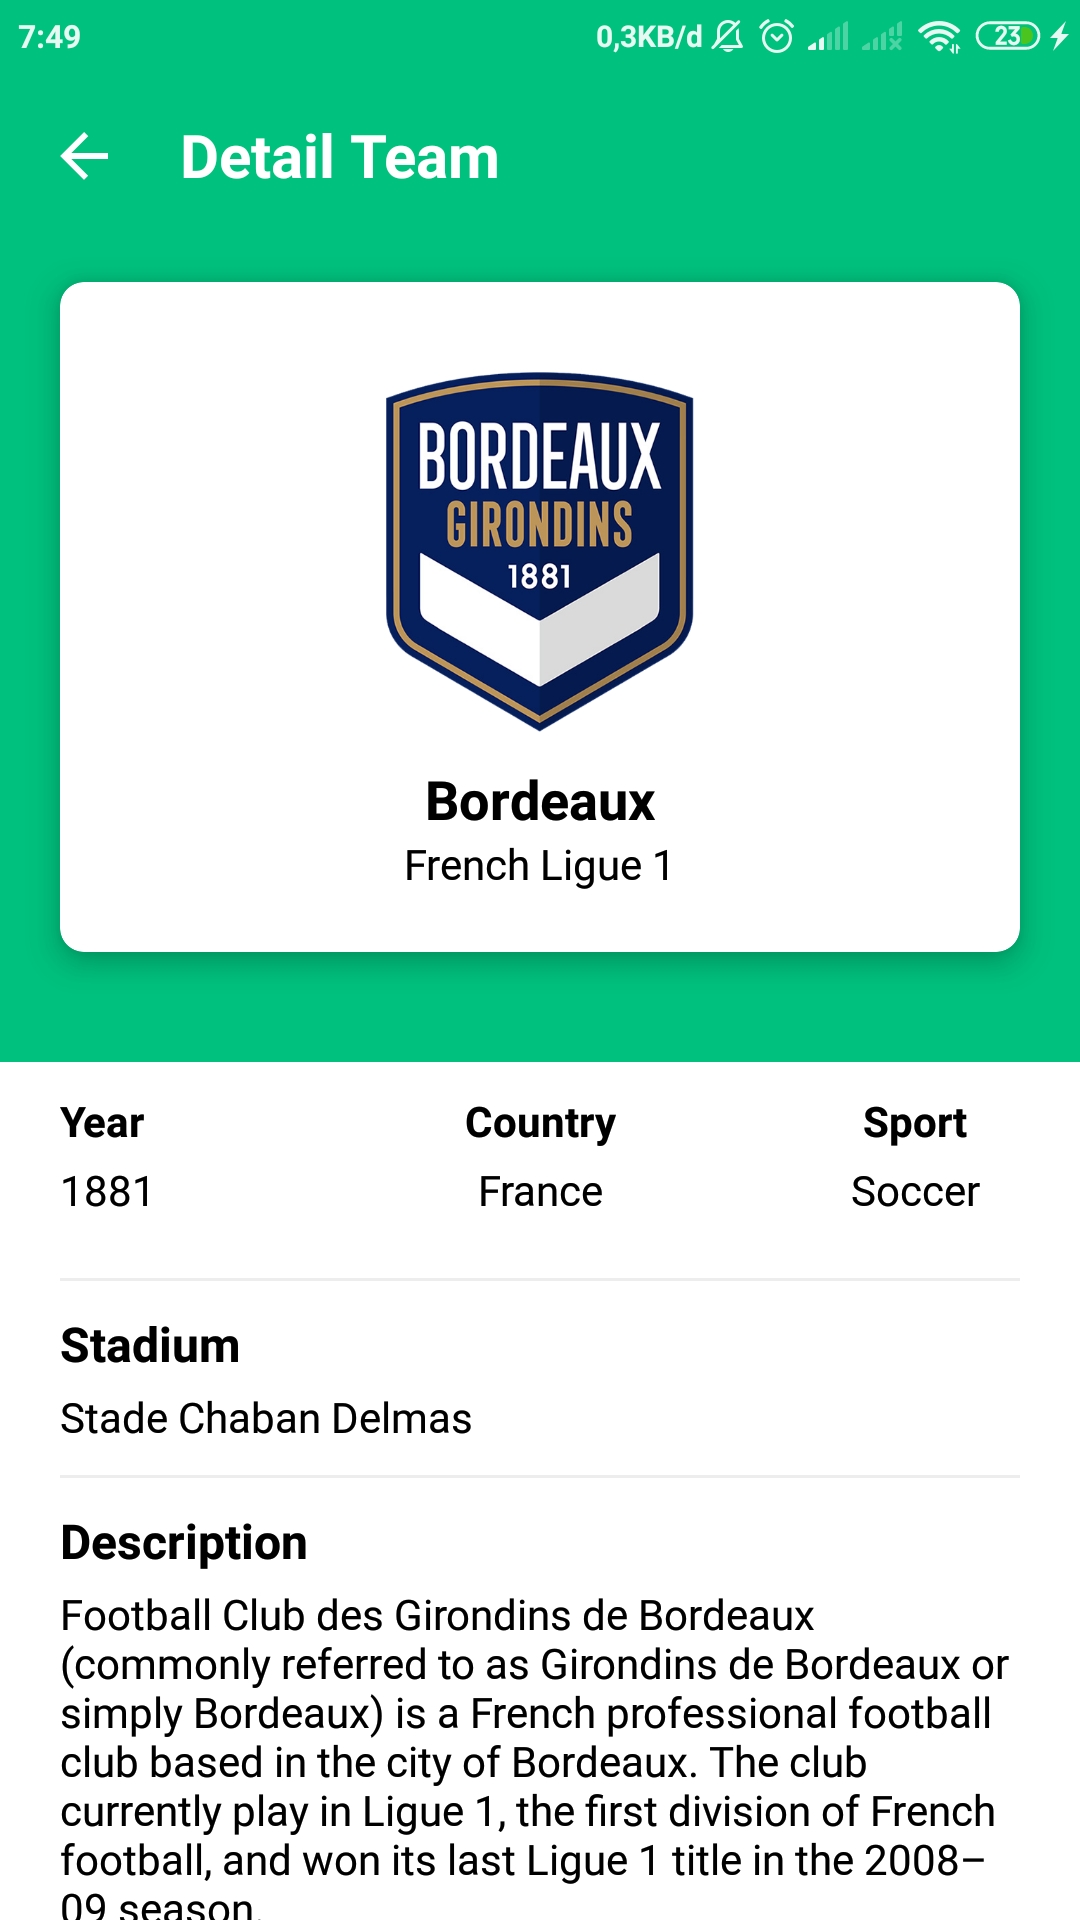 7:49
0,3KB/d
23
Detail Team
BORDEAUX
GIRONDINS
1881
Bordeaux
French Ligue 1
Year Country Sport
1881 France Soccer
Stadium
Stade Chaban Delmas
Description
Football Club des Girondins de Bordeaux
(commonly referred to as Girondins de Bordeaux or
simply Bordeaux) is a French professional football
club based in the city of Bordeaux. The club
currently play in Ligue 1, the first division of French
football, and won its last Ligue 1 title in the 2008–
09 season.